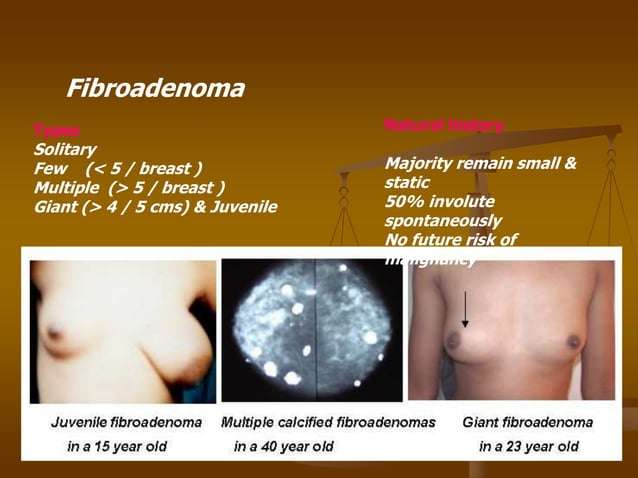 Fibroadenoma
Types
Solitary
Few (< 5 / breast )
Multiple (> 5 / breast )
Giant (> 4 / 5 cms) & Juvenile
Natural history
Majority remain small &
static
50% involute
spontaneously
No future risk of
malignancy
Juvenile fibroadenoma
in a 15 year old
Multiple calcified fibroadenomas
in a 40 year old
Giant fibroadenoma
in a 23 year old